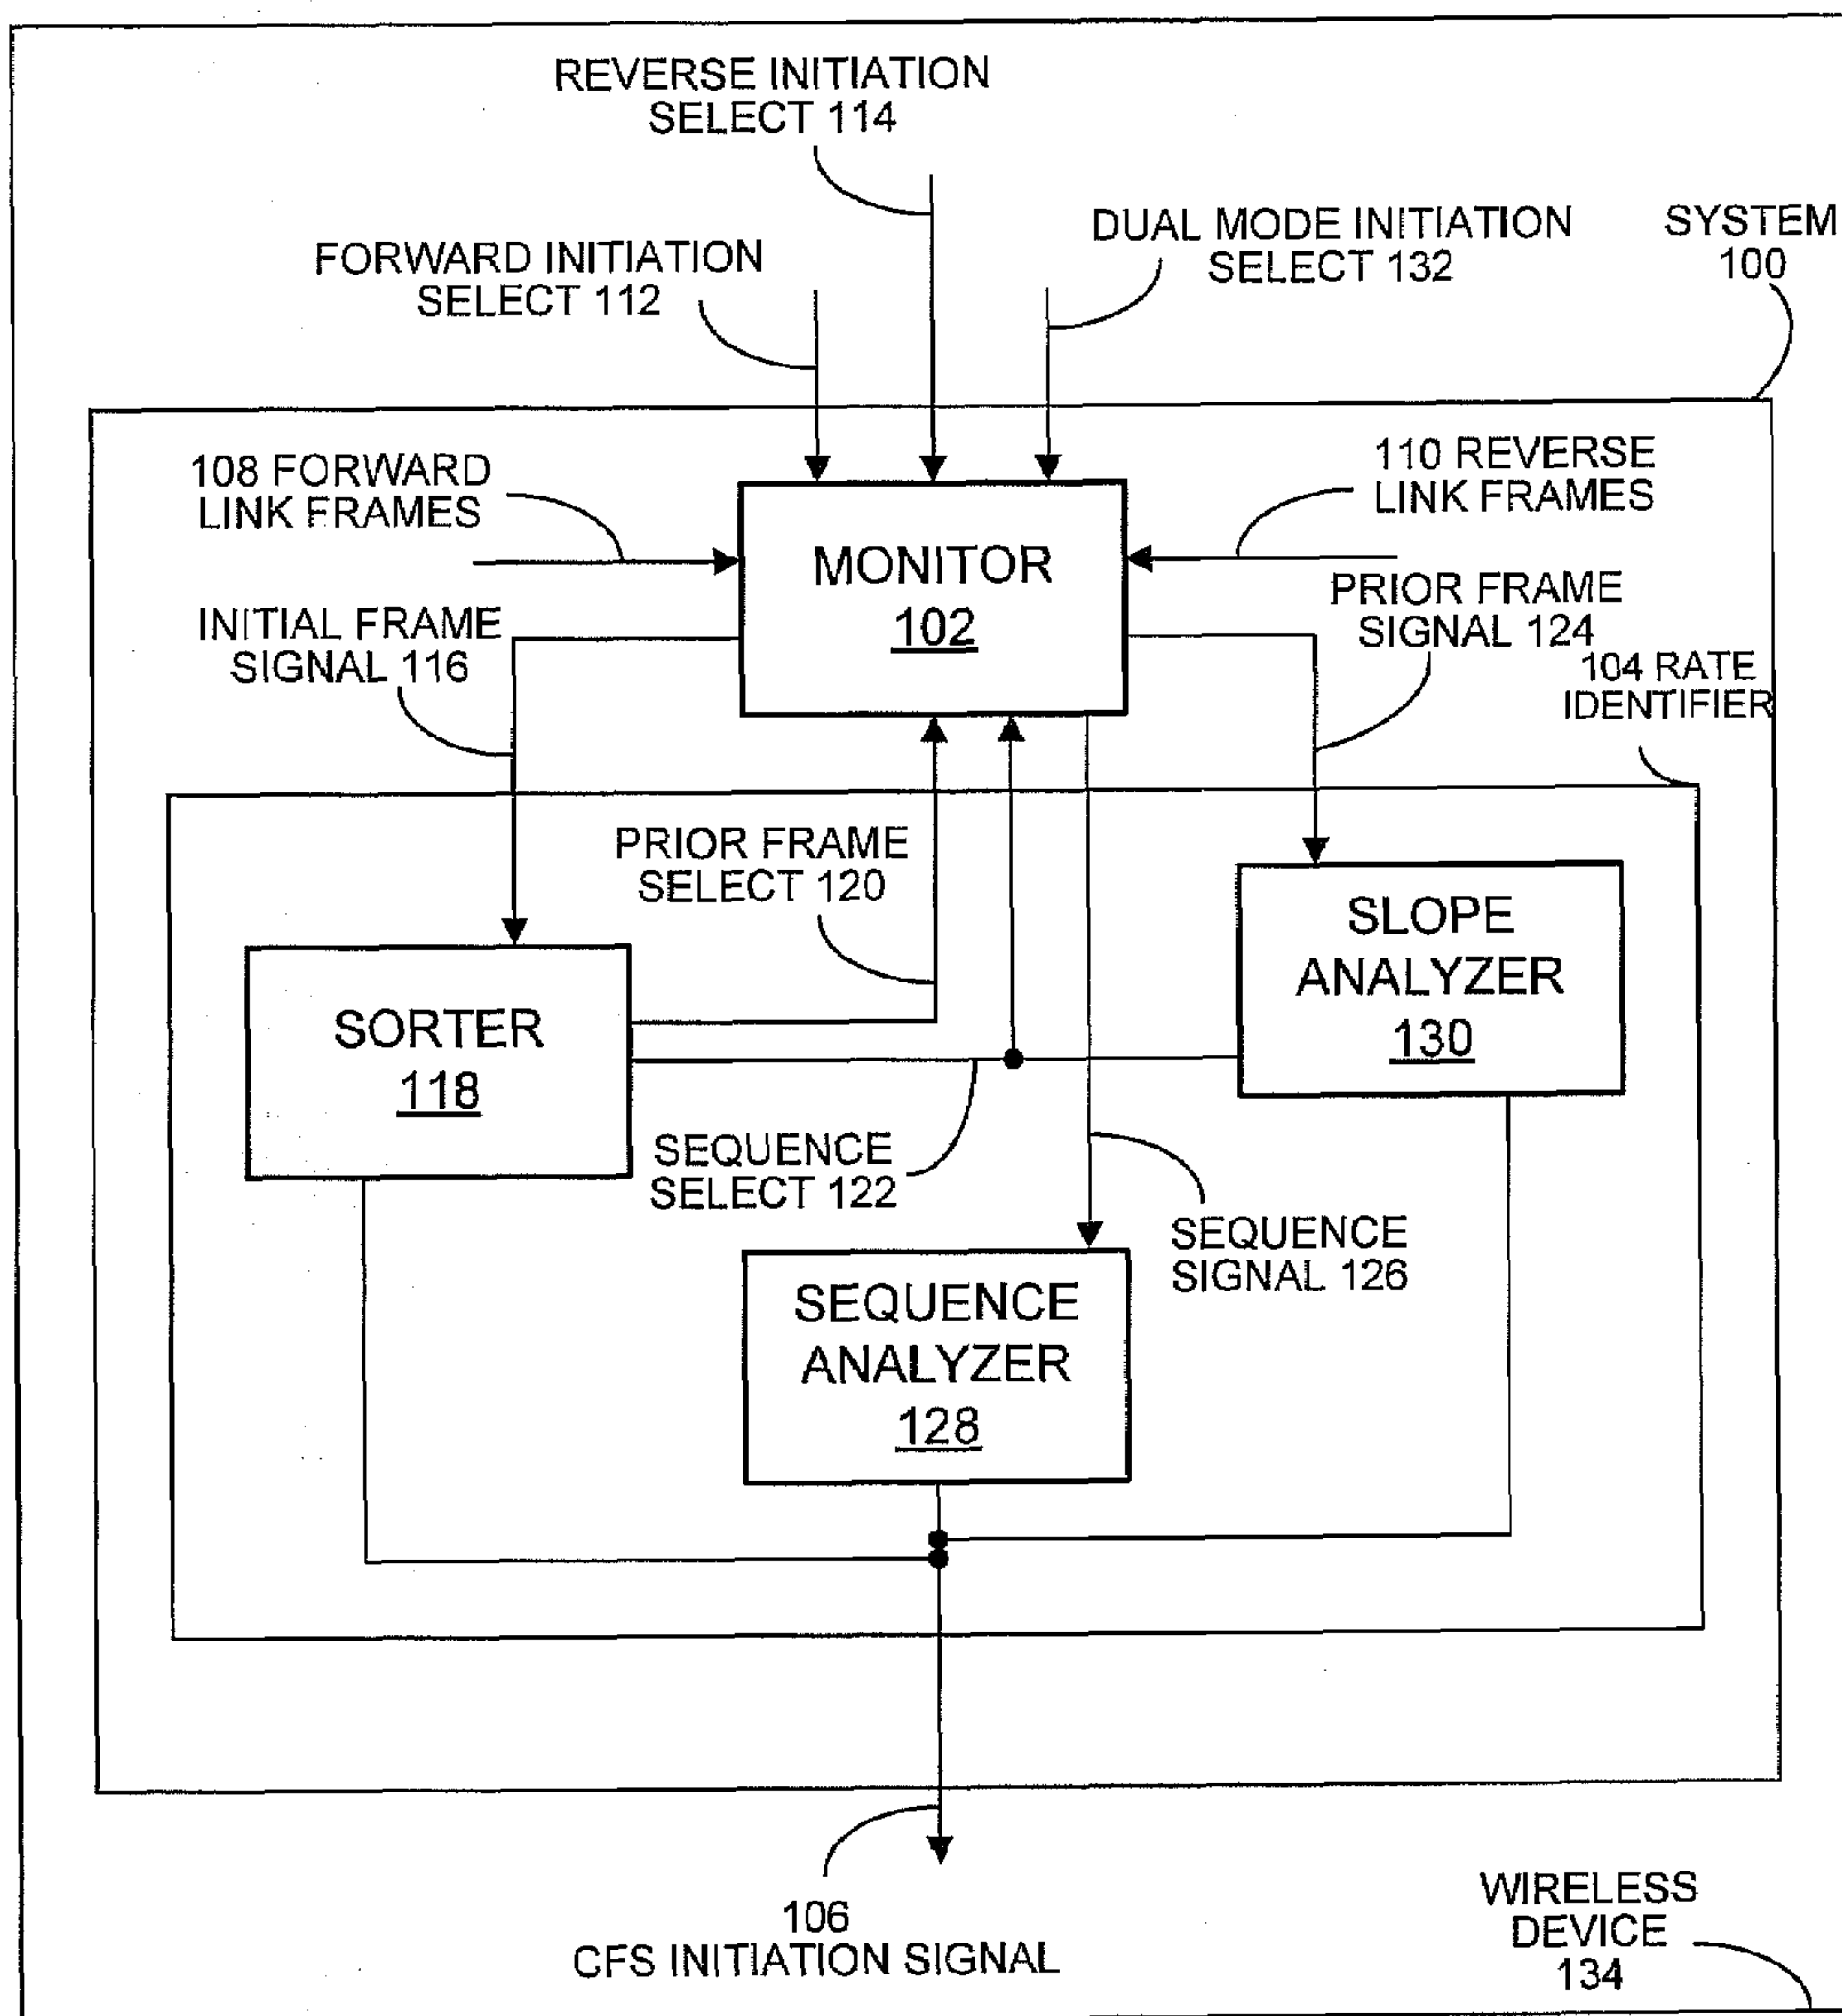 REVERSE INITIATION
SELECT 114
FORWARD INITIATION
SELECT 112
DUAL MODE INITIATION
SELECT 132
SYSTEM
100
108 FORWARD
LINK FRAMES
110 REVERSE
LINK FRAMES
MONITOR
102
INITIAL FRAME
SIGNAL 116
PRIOR FRAME
SIGNAL 124
104 RATE
IDENTIFIER
PRIOR FRAME
SELECT 120
SLOPE
ANALYZER
130
SORTER
118
SEQUENCE
SELECT 122
SEQUENCE
SIGNAL 126
SEQUENCE
ANALYZER
128
106
CFS INITIATION SIGNAL
WIRELESS
DEVICE
134